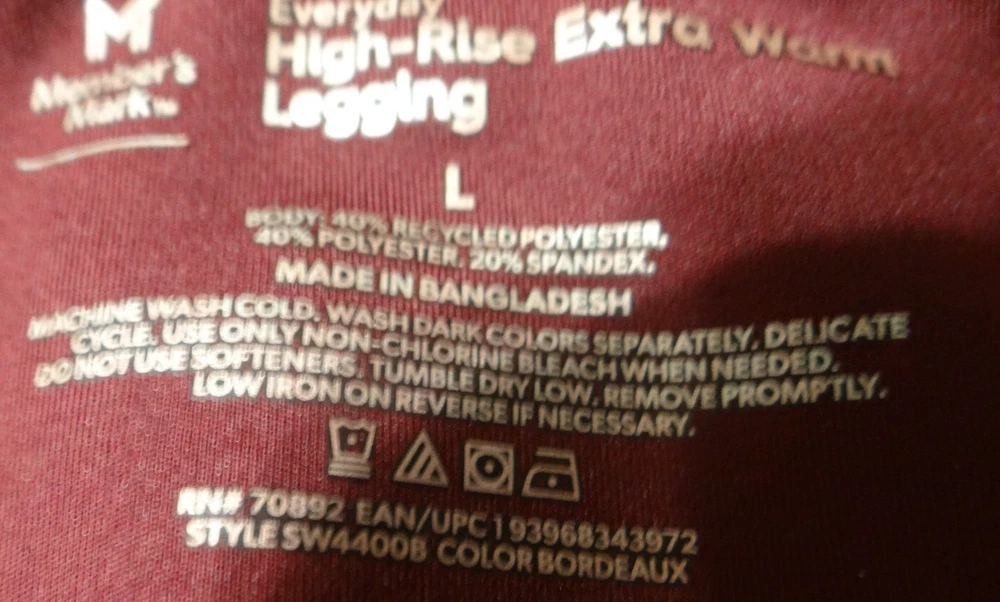 M
Member's
Mark™
Everyday
High-Rise Extra Warm
Legging
L
BODY: 40% RECYCLED POLYESTER,
40% POLYESTER, 20% SPANDEX.
MADE IN BANGLADESH
MACHINE WASH COLD. WASH DARK COLORS SEPARATELY. DELICATE
CYCLE. USE ONLY NON-CHLORINE BLEACH WHEN NEEDED.
DO NOT USE SOFTENERS. TUMBLE DRY LOW. REMOVE PROMPTLY.
LOW IRON ON REVERSE IF NECESSARY.
RN# 70892 EAN/UPC 193968343972
STYLE SW4400B COLOR BORDEAUX